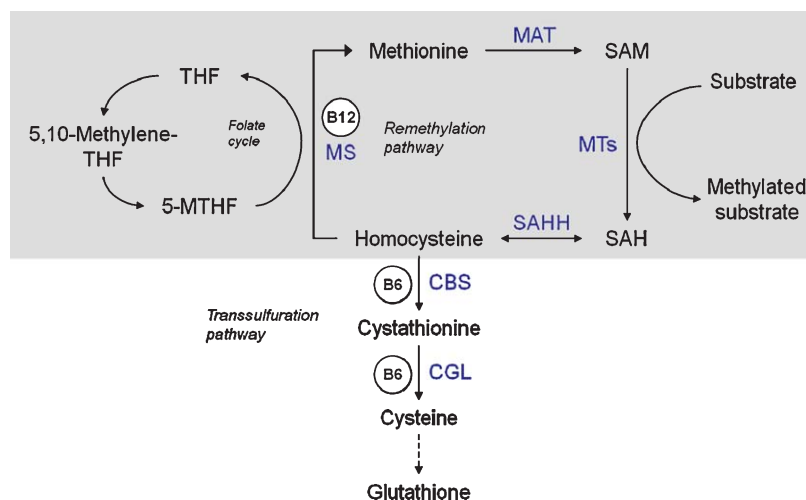 Methionine
MAT
SAM
THF
Substrate
B12
Folate
cycle
Remethylation
pathway
5,10-Methylene-
THF
MS
MTs
5-MTHF
Methylated
substrate
Homocysteine
SAHH
SAH
B6
CBS
Transsulfuration
pathway
Cystathionine
B6
CGL
Cysteine
Glutathione